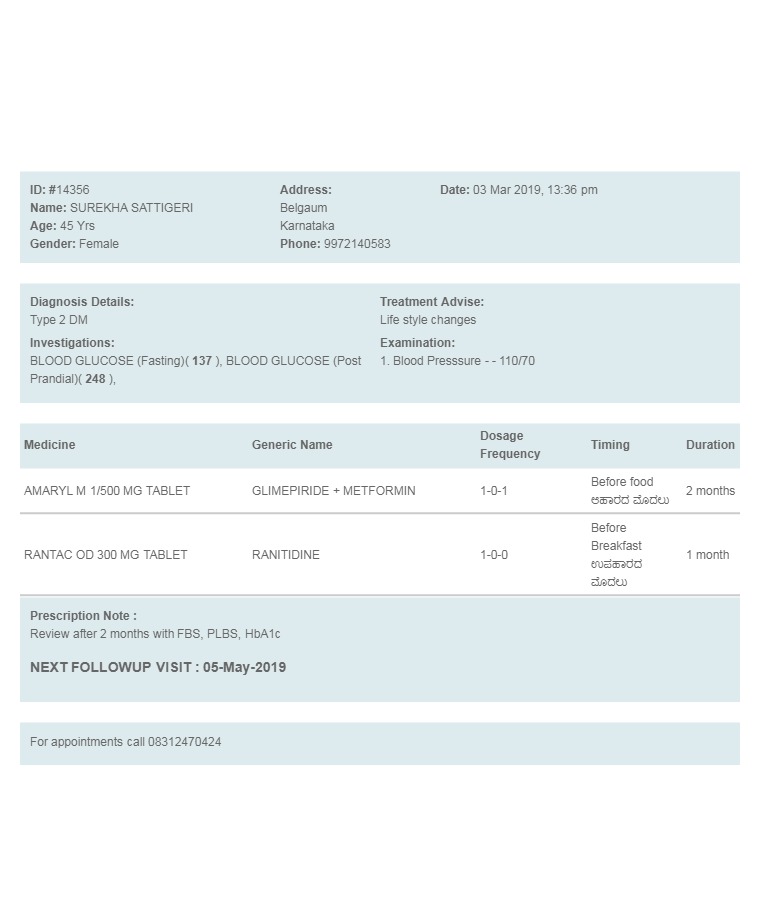 ID: #14356
Name: SUREKHA SATTIGERI
Age: 45 Yrs
Gender: Female
Address:
Belgaum
Karnataka
Phone: 9972140583
Date: 03 Mar 2019, 13:36 pm
Diagnosis Details:
Type 2 DM
Investigations:
BLOOD GLUCOSE (Fasting)( 137 ), BLOOD GLUCOSE (Post
Prandial)( 248 ),
Treatment Advise:
Life style changes
Examination:
1. Blood Presssure - - 110/70
Medicine Generic Name Dosage Frequency Timing Duration
AMARYL M 1/500 MG TABLET GLIMEPIRIDE + METFORMIN 1-0-1 Before food 2 months
ಆಹಾರದ ಮೊದಲು
RANTAC OD 300 MG TABLET RANITIDINE 1-0-0 Before 1 month
Breakfast
ಉಪಹಾರದ
ಮೊದಲು
Prescription Note :
Review after 2 months with FBS, PLBS, HbA1c
NEXT FOLLOWUP VISIT : 05-May-2019
For appointments call 08312470424